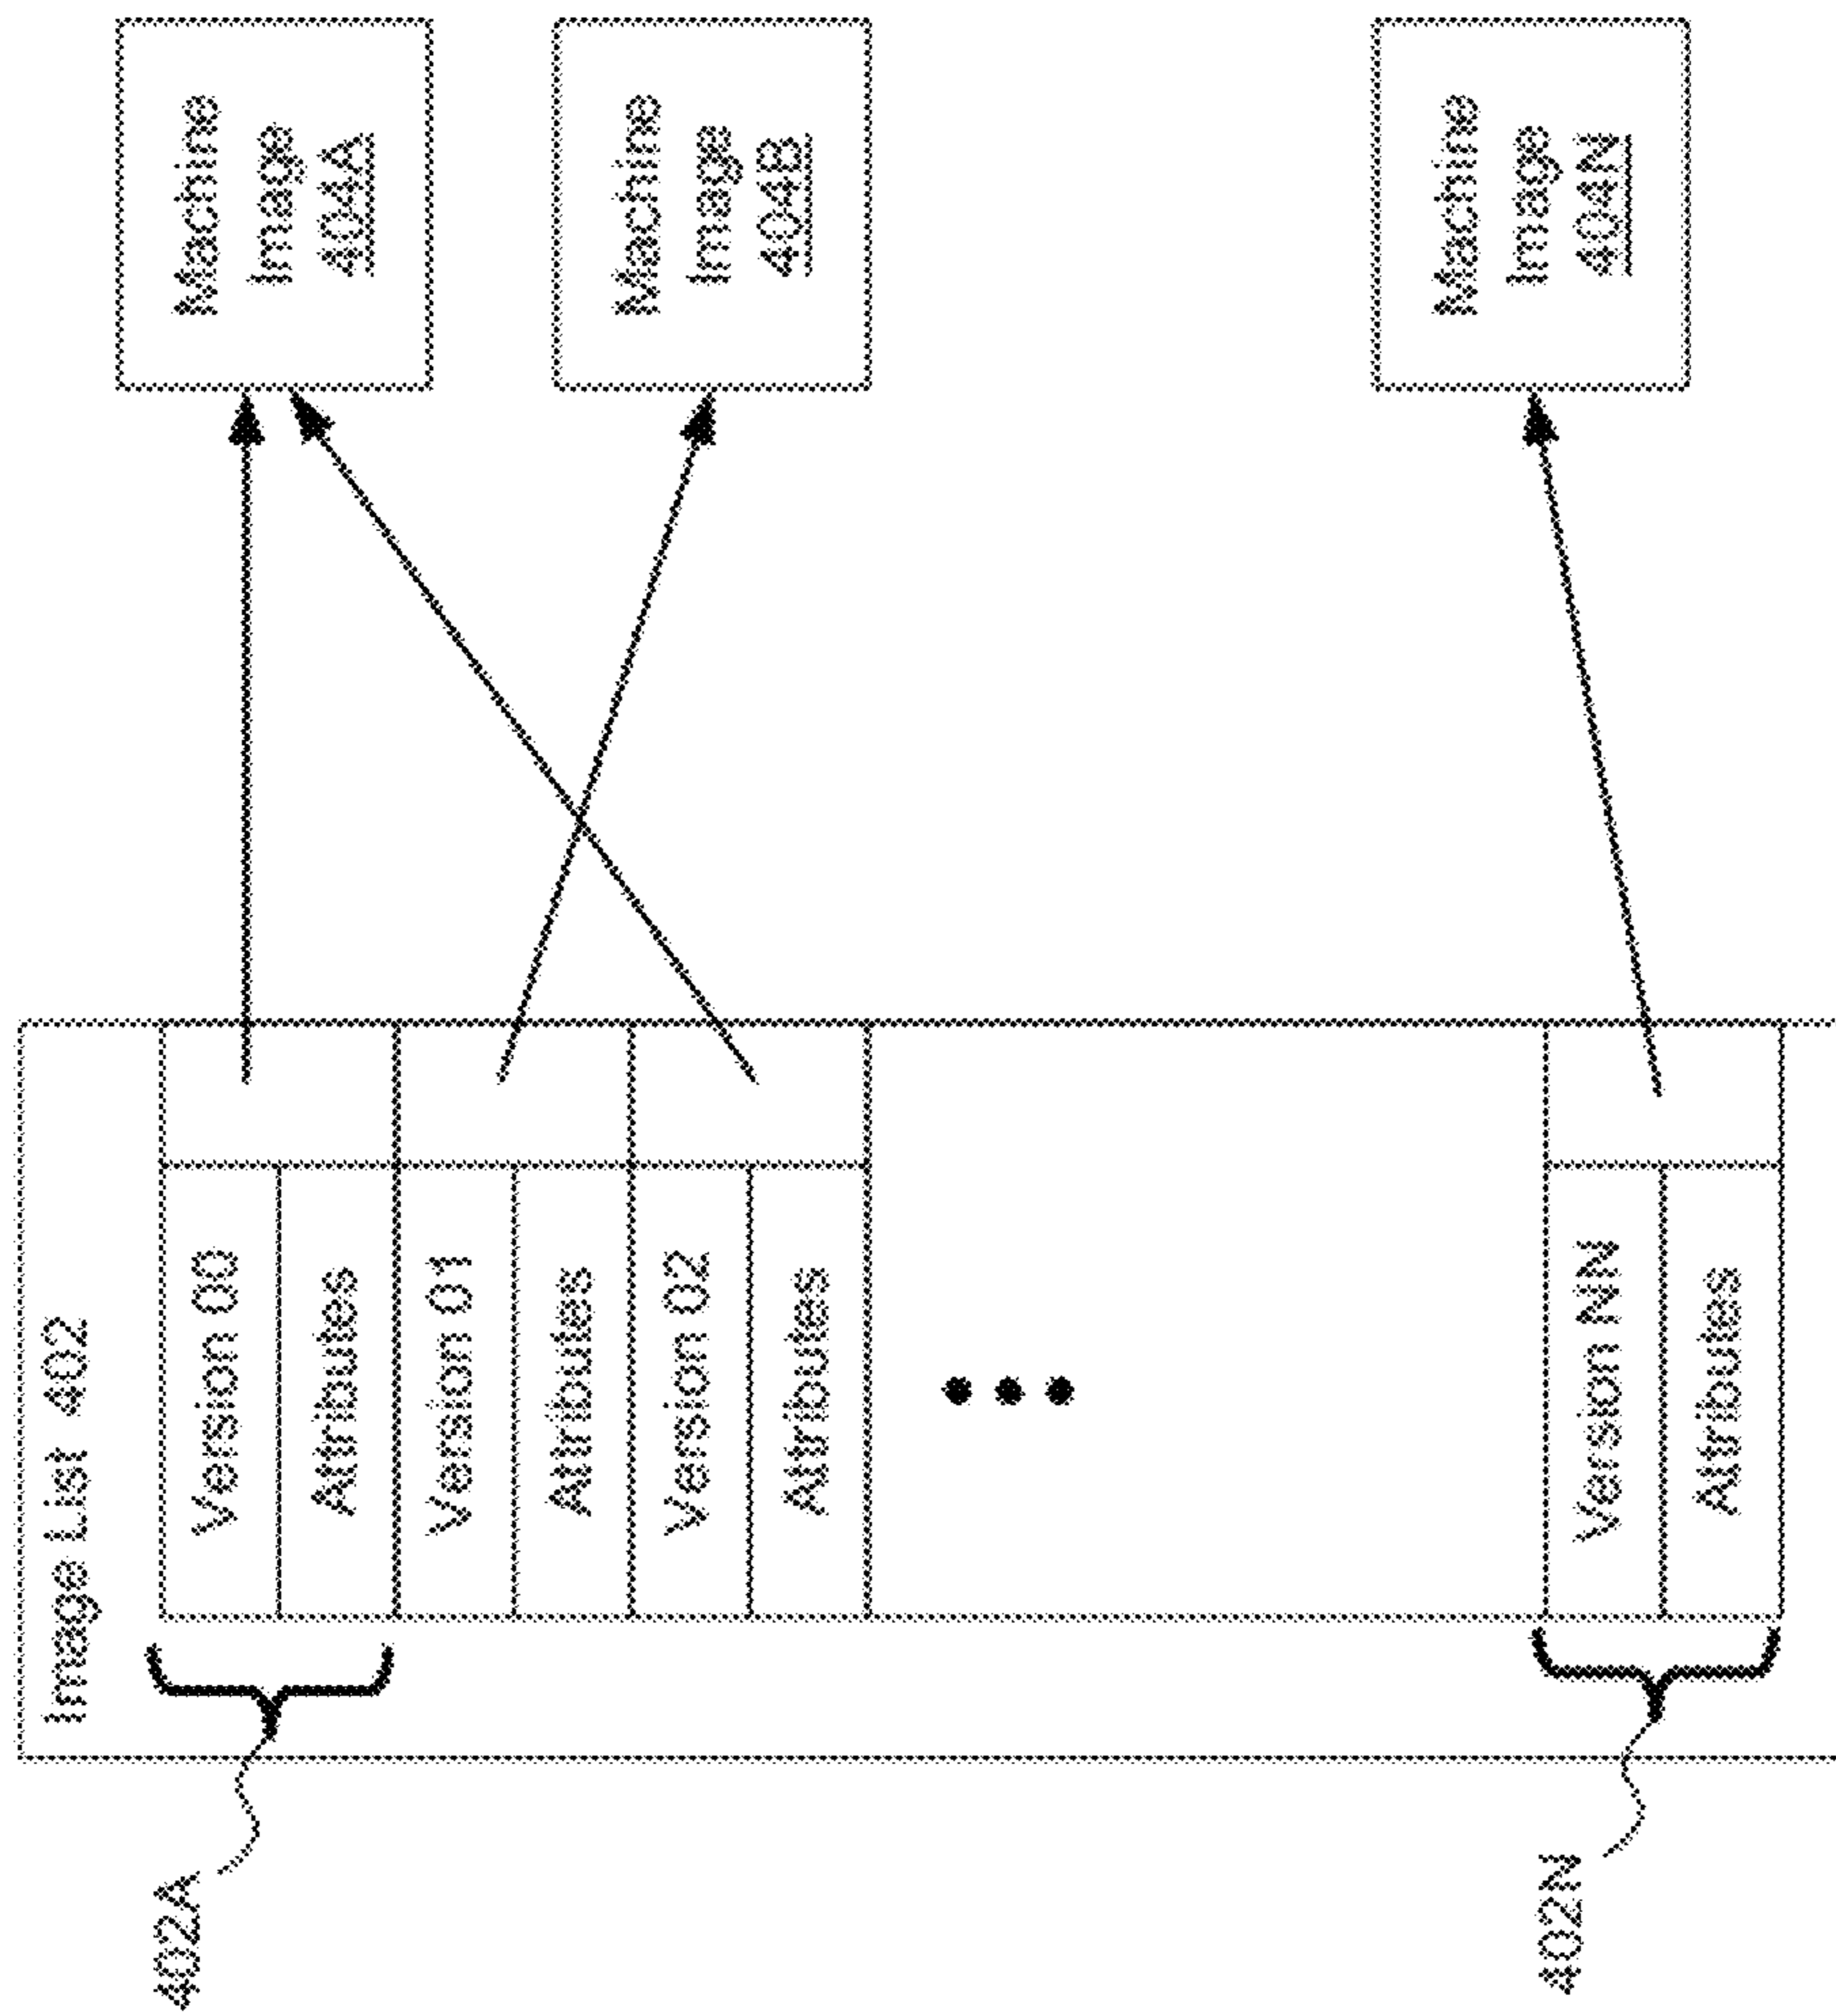 Image List 402
402A
Version 00
Attributes
Version 01
Attributes
Version 02
Attributes
402N
Version NN
Attributes
Machine
Image
404A
Machine
Image
404B
Machine
Image
404N